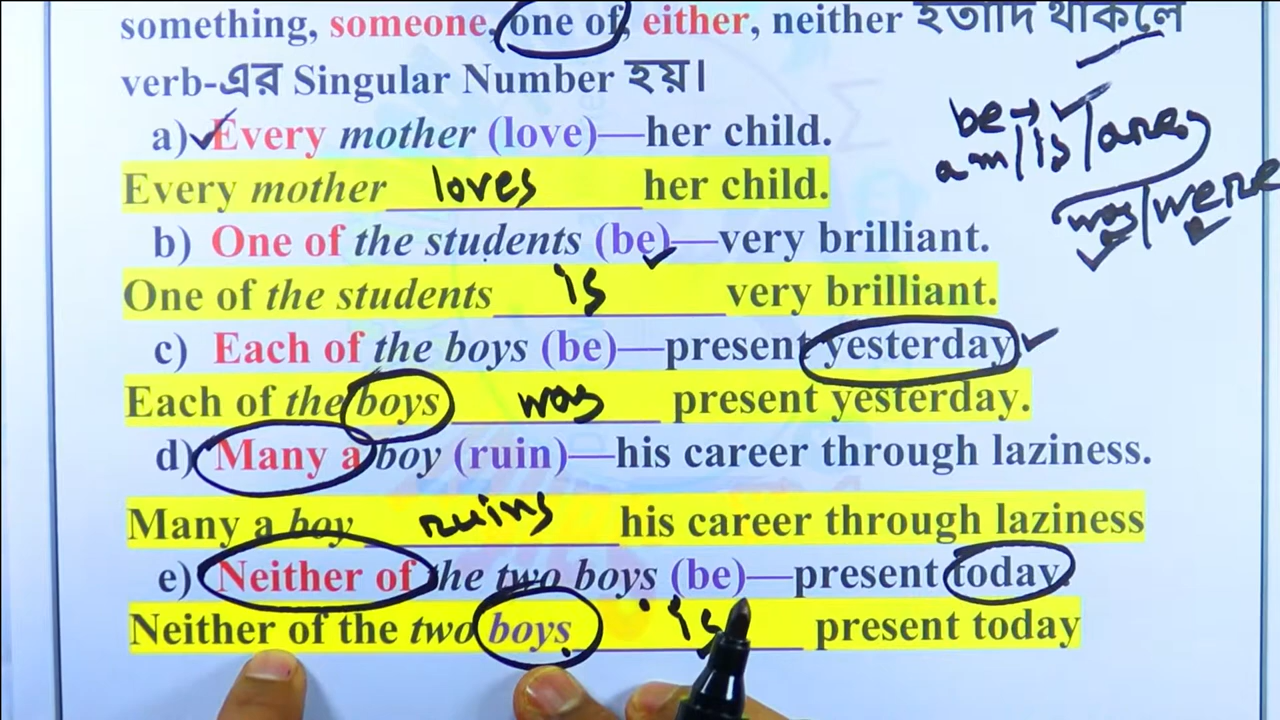 something, someone, one of, either, neither ইত্যাদি থাকলে
verb-এর Singular Number হয়।
a) Every mother (love)—her child.
Every mother loves her child.
b) One of the students (be)—very brilliant.
One of the students is very brilliant.
c) Each of the boys (be)—present yesterday.
Each of the boys was present yesterday.
d) Many a boy (ruin)—his career through laziness.
Many a boy ruins his career through laziness
e) Neither of the two boys (be)—present today.
Neither of the two boys is present today
be→
am/is/are
was/were